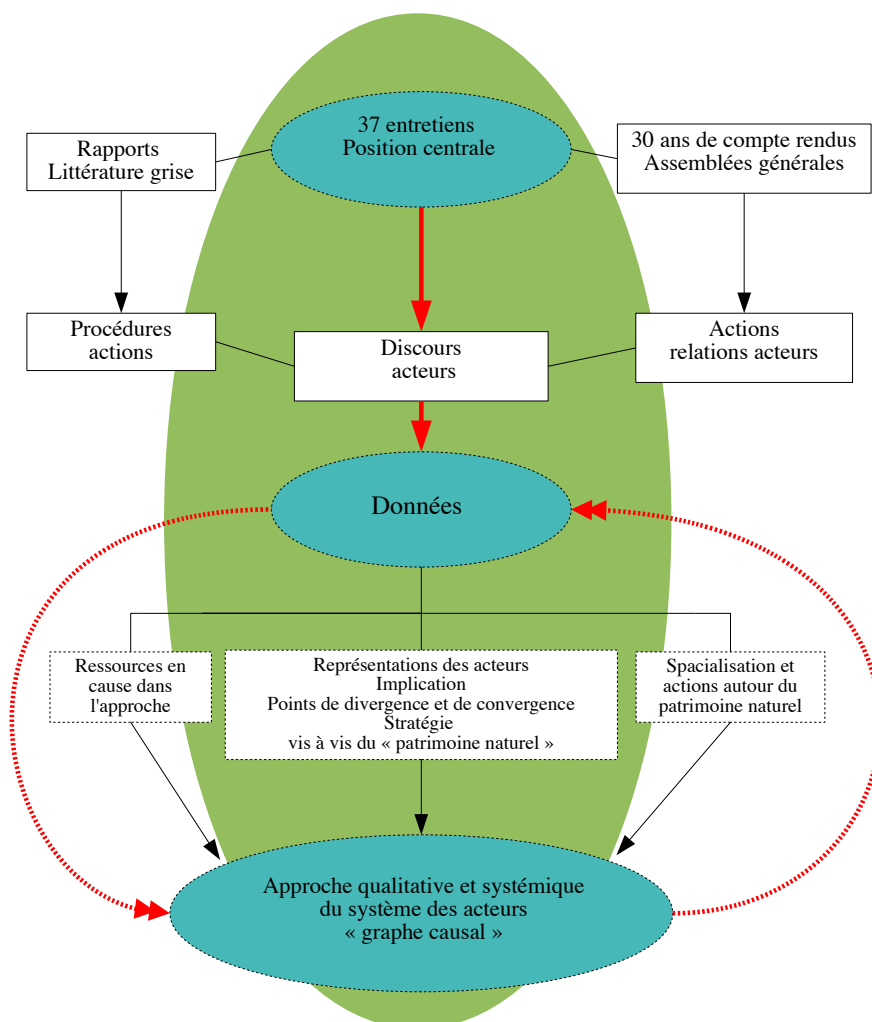 37 entretiens
Position centrale
Rapports
Littérature grise
30 ans de compte rendus
Assemblées générales
Procédures
actions
Discours
acteurs
Actions
relations acteurs
Données
Ressources en
cause dans
l'approche
Représentations des acteurs
Implication
Points de divergence et de convergence
Stratégie
vis à vis du « patrimoine naturel »
Spacialisation et
actions autour du
patrimoine naturel
Approche qualitative et systémique
du système des acteurs
« graphe causal »